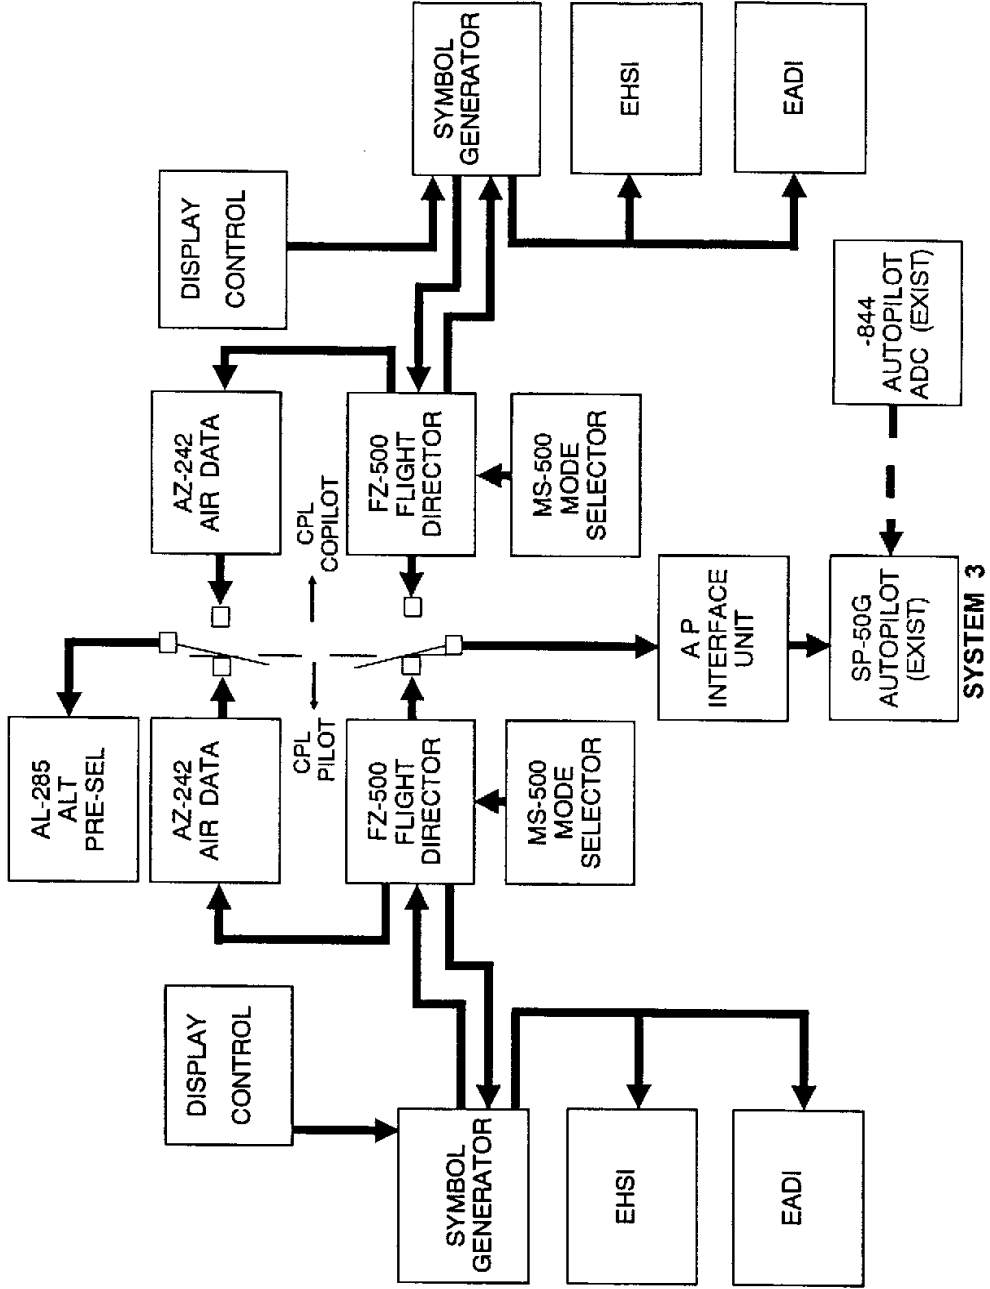 AL-285
ALT
PRE-SEL
DISPLAY
CONTROL
AZ-242
AIR DATA
AZ-242
AIR DATA
DISPLAY
CONTROL
CPL
PILOT
CPL
COPILOT
SYMBOL
GENERATOR
FZ-500
FLIGHT
DIRECTOR
FZ-500
FLIGHT
DIRECTOR
SYMBOL
GENERATOR
EHSI
MS-500
MODE
SELECTOR
MS-500
MODE
SELECTOR
EHSI
EADI
A P
INTERFACE
UNIT
EADI
SP-50G
AUTOPILOT
(EXIST)
-844
AUTOPILOT
ADC (EXIST)
SYSTEM 3